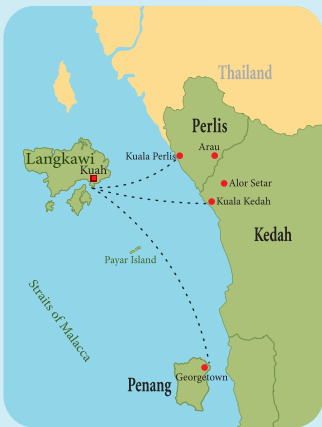 Thailand
Perlis
Arau
Kuala Perlis
Langkawi
Kuah
Alor Setar
Kuala Kedah
Kedah
Payar Island
Straits of Malacca
Georgetown
Penang